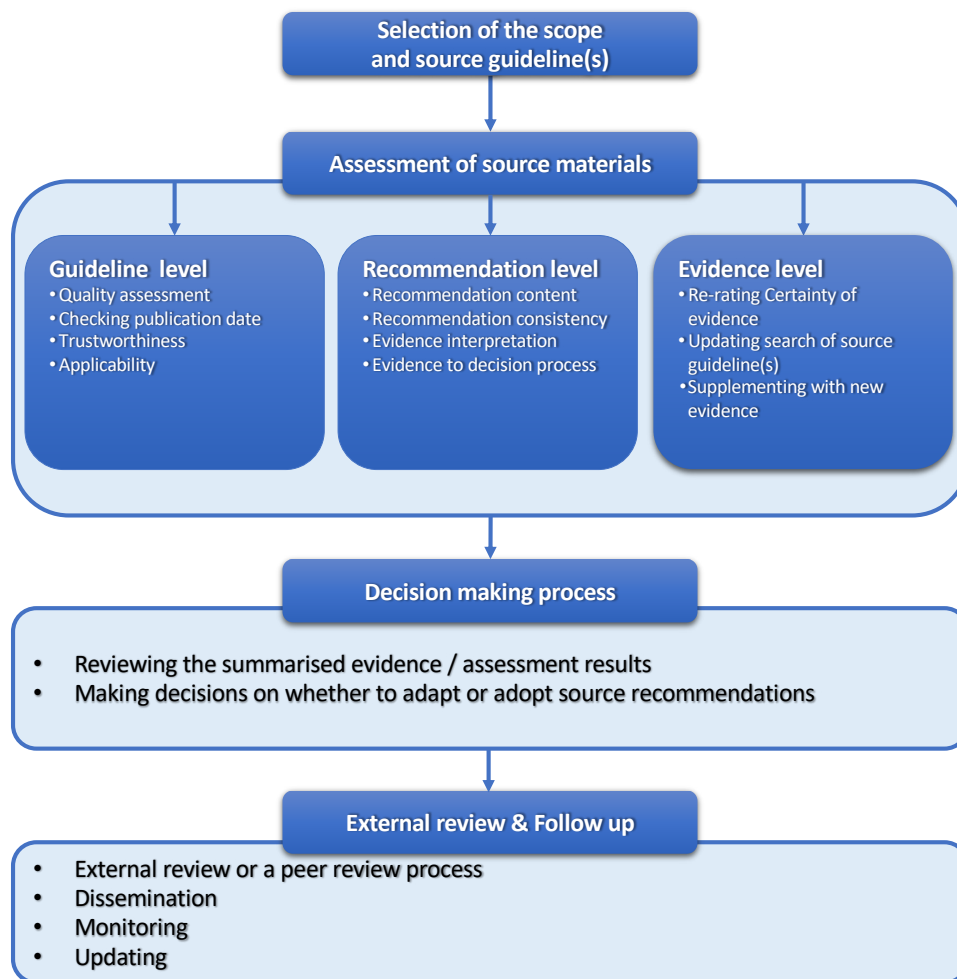 Selection of the scope
and source guideline(s)
Assessment of source materials
Guideline level
• Quality assessment
• Checking publication date
• Trustworthiness
• Applicability
Recommendation level
• Recommendation content
• Recommendation consistency
• Evidence interpretation
• Evidence to decision process
Evidence level
• Re-rating Certainty of
evidence
• Updating search of source
guideline(s)
• Supplementing with new
evidence
Decision making process
• Reviewing the summarised evidence / assessment results
• Making decisions on whether to adapt or adopt source recommendations
External review & Follow up
• External review or a peer review process
• Dissemination
• Monitoring
• Updating